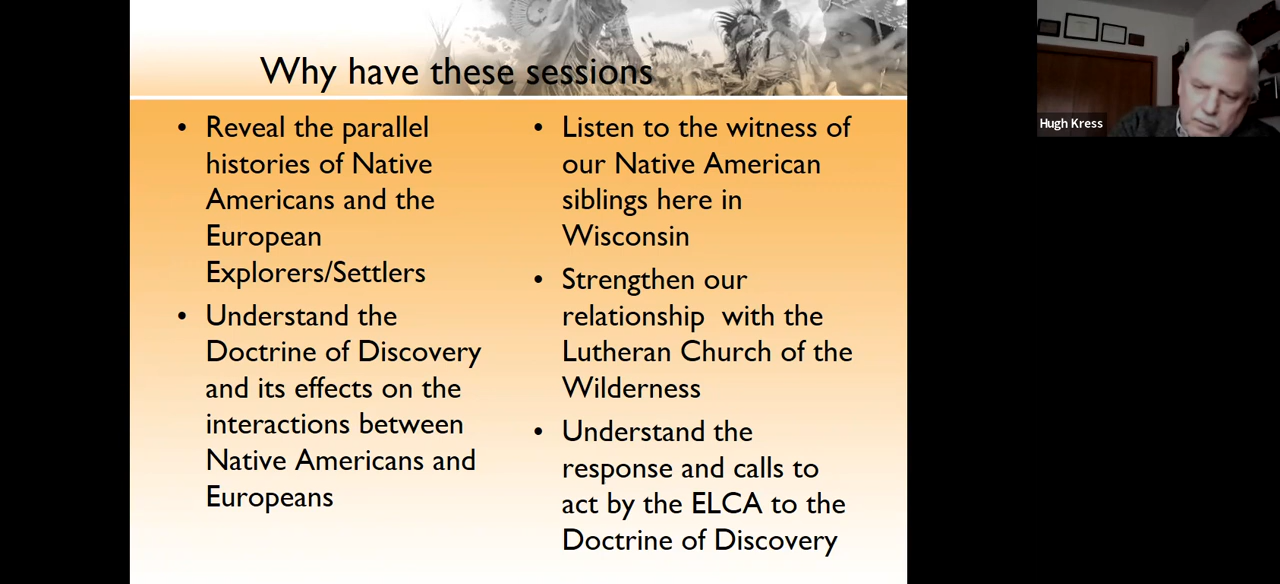 Why have these sessions
• Reveal the parallel
histories of Native
Americans and the
European
Explorers/Settlers
• Understand the
Doctrine of Discovery
and its effects on the
interactions between
Native Americans and
Europeans
• Listen to the witness of
our Native American
siblings here in
Wisconsin
• Strengthen our
relationship  with the
Lutheran Church of the
Wilderness
• Understand the
response and calls to
act by the ELCA to the
Doctrine of Discovery
Hugh Kress